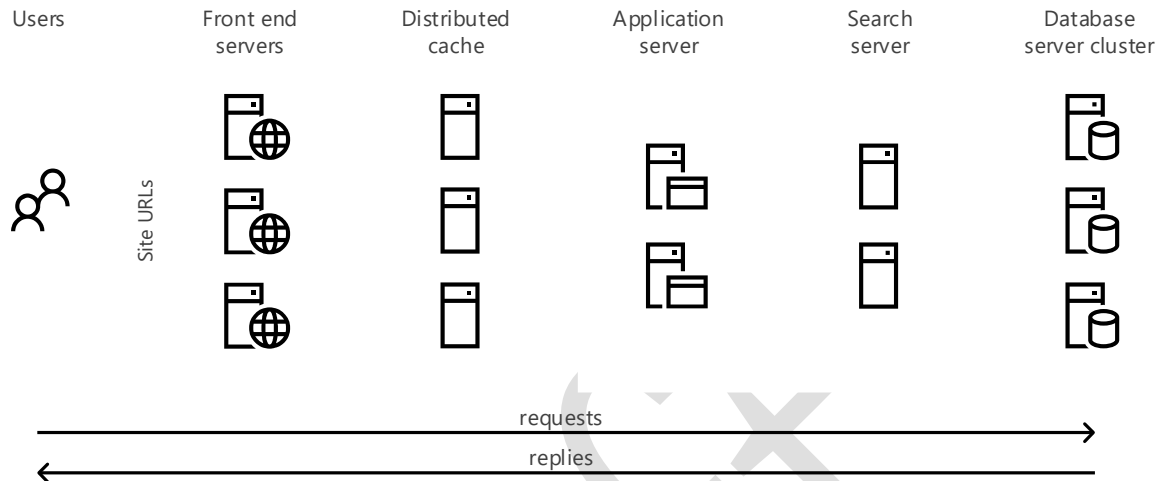 Users
Front end
servers
Distributed
cache
Application
server
Search
server
Database
server cluster
Site URLs
requests
replies